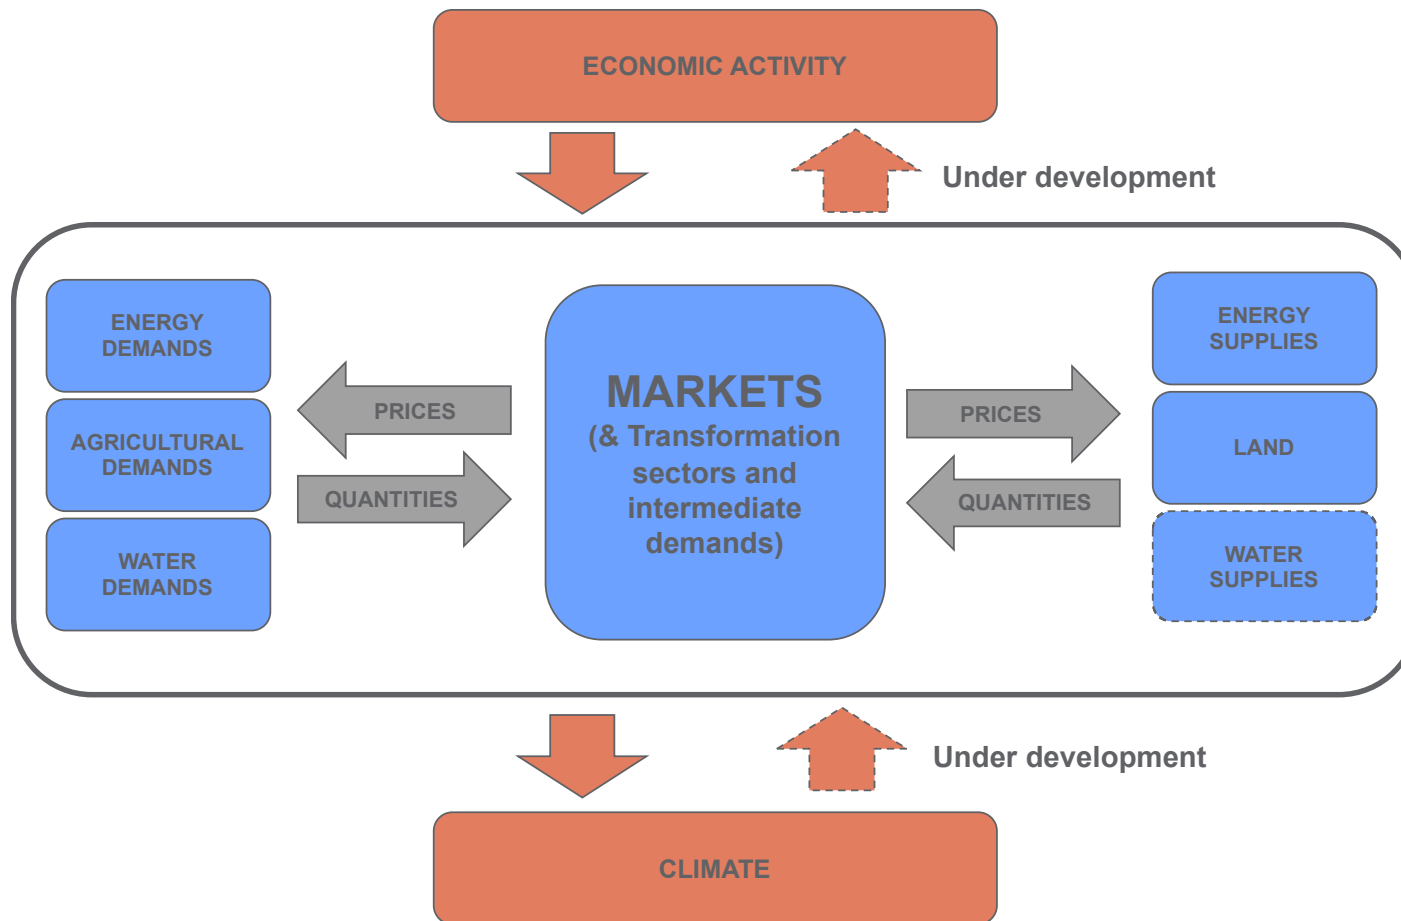 ECONOMIC ACTIVITY
Under development
ENERGY
DEMANDS
AGRICULTURAL
DEMANDS
WATER
DEMANDS
PRICES
QUANTITIES
MARKETS
(& Transformation
sectors and
intermediate
demands)
PRICES
QUANTITIES
ENERGY
SUPPLIES
LAND
WATER
SUPPLIES
Under development
CLIMATE